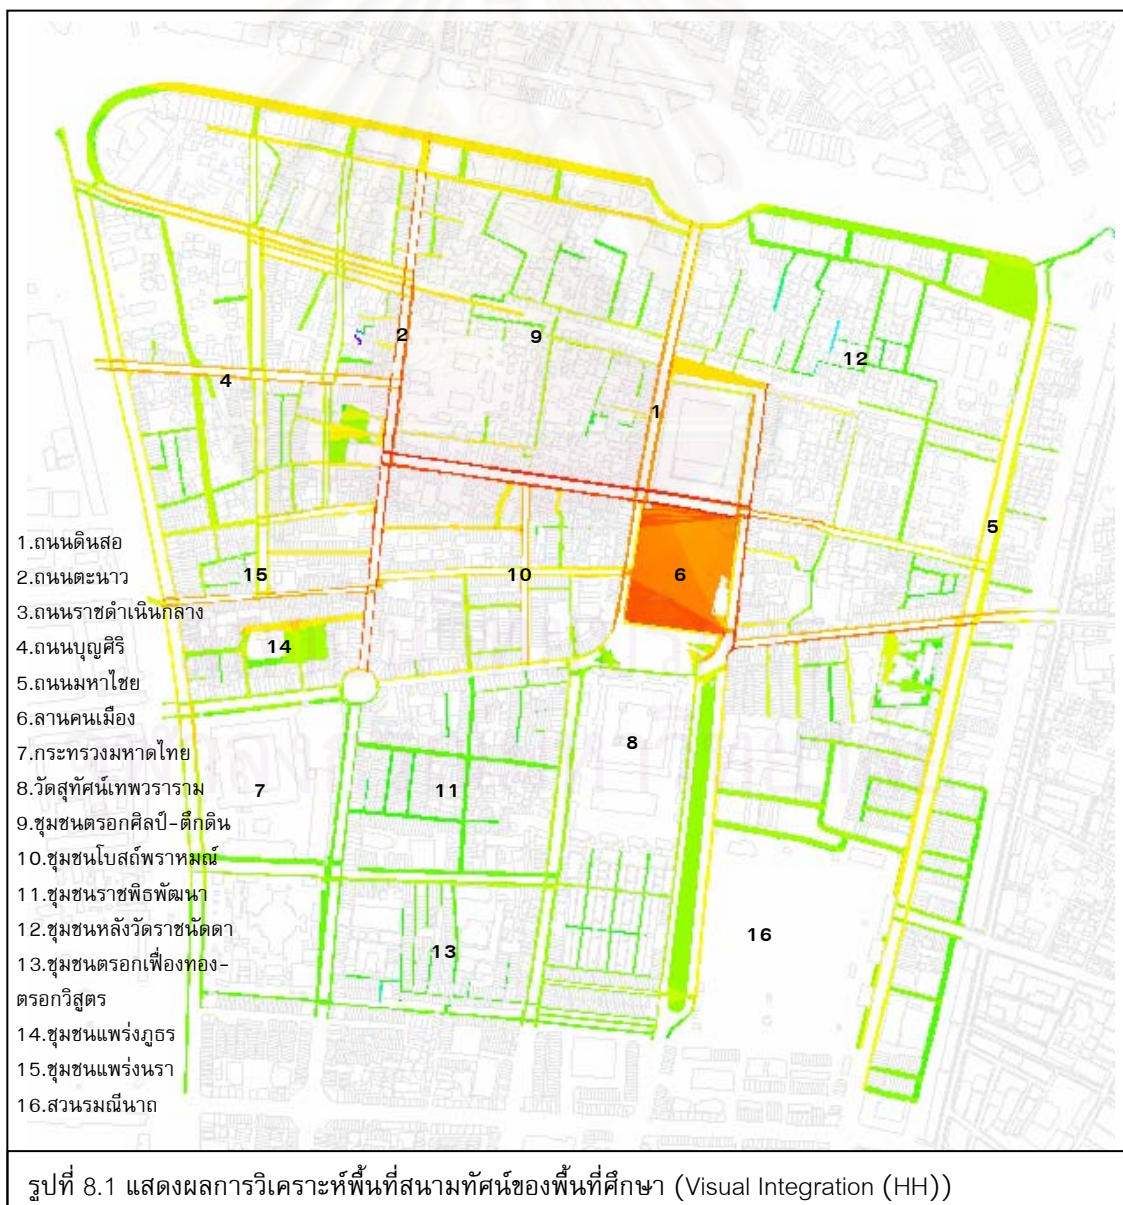 2
9
12
4
1
5
1.ถนนดินสอ
2.ถนนตะนาว
15
10
6
3.ถนนราชดำเนินกลาง
4.ถนนบุญศิริ
14
5.ถนนมหาไชย
6.ลานคนเมือง
7.กระทรวงมหาดไทย
8
8.วัดสุทัศน์เทพวราราม
7
11
9.ชุมชนตรอกศิลป์-ตึกดิน
10.ชุมชนโบสถ์พราหมณ์
11.ชุมชนราชพิธพัฒนา
12.ชุมชนหลังวัดราชนัดดา
16
13.ชุมชนตรอกเฟื่องทอง-
13
ตรอกวิสูตร
14.ชุมชนแพร่งภูธร
15.ชุมชนแพร่งนรา
16.สวนรมณีนาถ
รูปที่ 8.1 แสดงผลการวิเคราะห์พื้นที่สนามทัศน์ของพื้นที่ศึกษา (Visual Integration (HH))